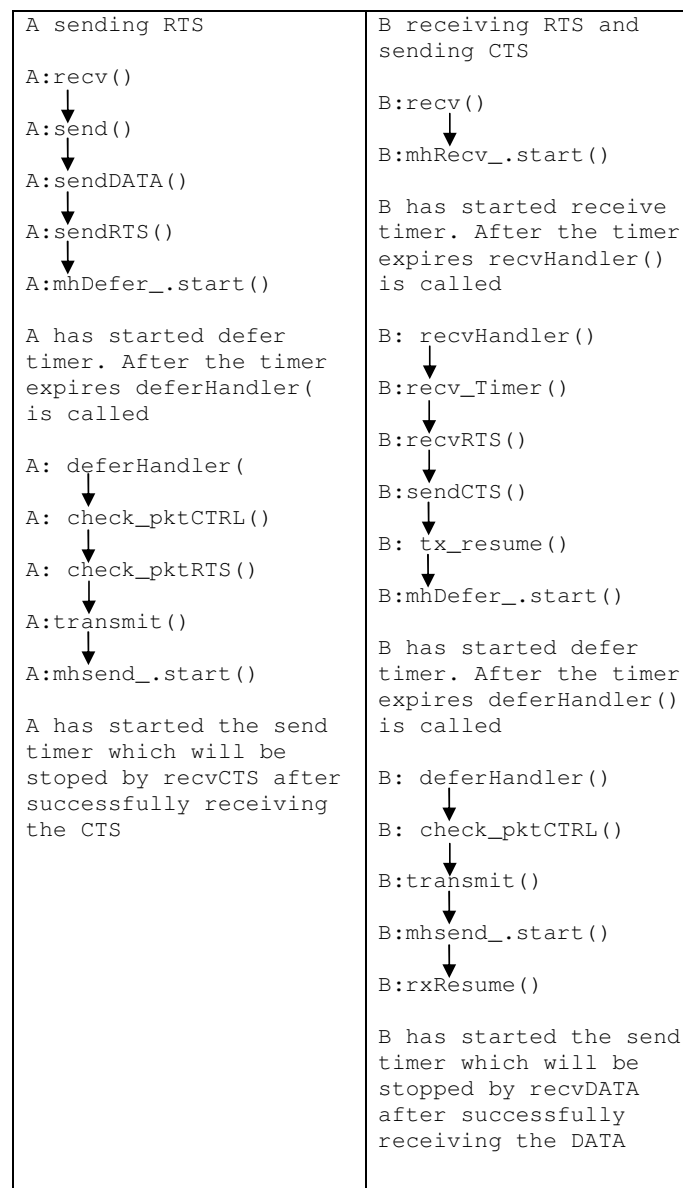 A sending RTS
A:recv()
A:send()
A:sendDATA()
A:sendRTS()
A:mhDefer_.start()
A has started defer
timer. After the timer
expires deferHandler(
is called
A: deferHandler(
A: check_pktCTRL()
A: check_pktRTS()
A:transmit()
A:mhsend_.start()
A has started the send
timer which will be
stoped by recvCTS after
successfully receiving
the CTS
B receiving RTS and
sending CTS
B:recv()
B:mhRecv_.start()
B has started receive
timer. After the timer
expires recvHandler()
is called
B: recvHandler()
B:recv_Timer()
B:recvRTS()
B:sendCTS()
B: tx_resume()
B:mhDefer_.start()
B has started defer
timer. After the timer
expires deferHandler()
is called
B: deferHandler()
B: check_pktCTRL()
B:transmit()
B:mhsend_.start()
B:rxResume()
B has started the send
timer which will be
stopped by recvDATA
after successfully
receiving the DATA